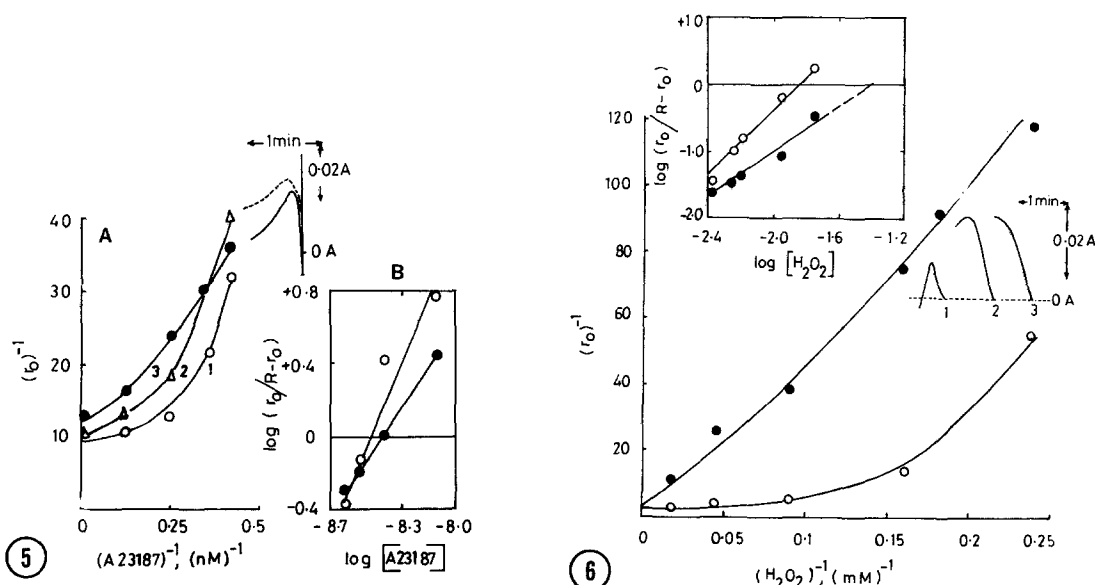 1min
0·02A
0 A
A
40
30
20
10
(r₀)⁻¹
3
2
1
0
0·25
0·5
(A23187)⁻¹, (nM)⁻¹
B
+0.8
+0.4
0
-0.4
log (r₀/R-r₀)
-8.7
-8.3
-8.0
log [A23187]
5
+1.0
0
-1.0
-2.0
log (r₀/R-r₀)
-2.4
-2.0
-1.6
-1.2
log [H₂O₂]
120
100
80
60
40
20
(r₀)⁻¹
1min
0·02A
0 A
1
2
3
0
0·05
0·1
0·15
0·2
0·25
(H₂O₂)⁻¹, (mM)⁻¹
6